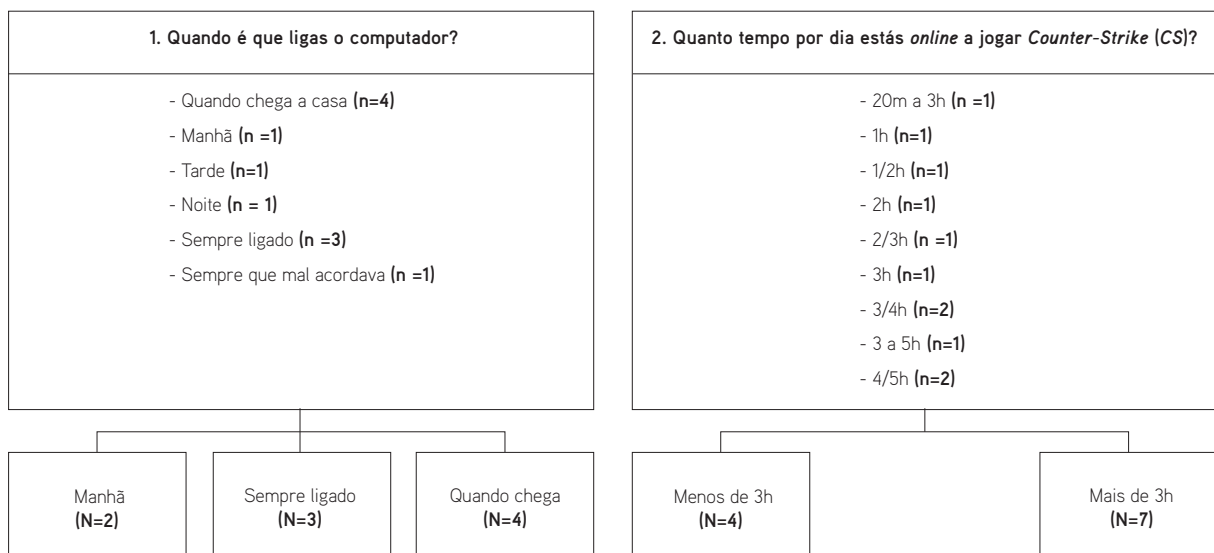 1. Quando é que ligas o computador?
- Quando chega a casa (n=4)
- Manhã (n =1)
- Tarde (n=1)
- Noite (n = 1)
- Sempre ligado (n =3)
- Sempre que mal acordava (n =1)
Manhã
(N=2)
Sempre ligado
(N=3)
Quando chega
(N=4)
2. Quanto tempo por dia estás online a jogar Counter-Strike (CS)?
- 20m a 3h (n =1)
- 1h (n=1)
- 1/2h (n=1)
- 2h (n=1)
- 2/3h (n =1)
- 3h (n=1)
- 3/4h (n=2)
- 3 a 5h (n=1)
- 4/5h (n=2)
Menos de 3h
(N=4)
Mais de 3h
(N=7)